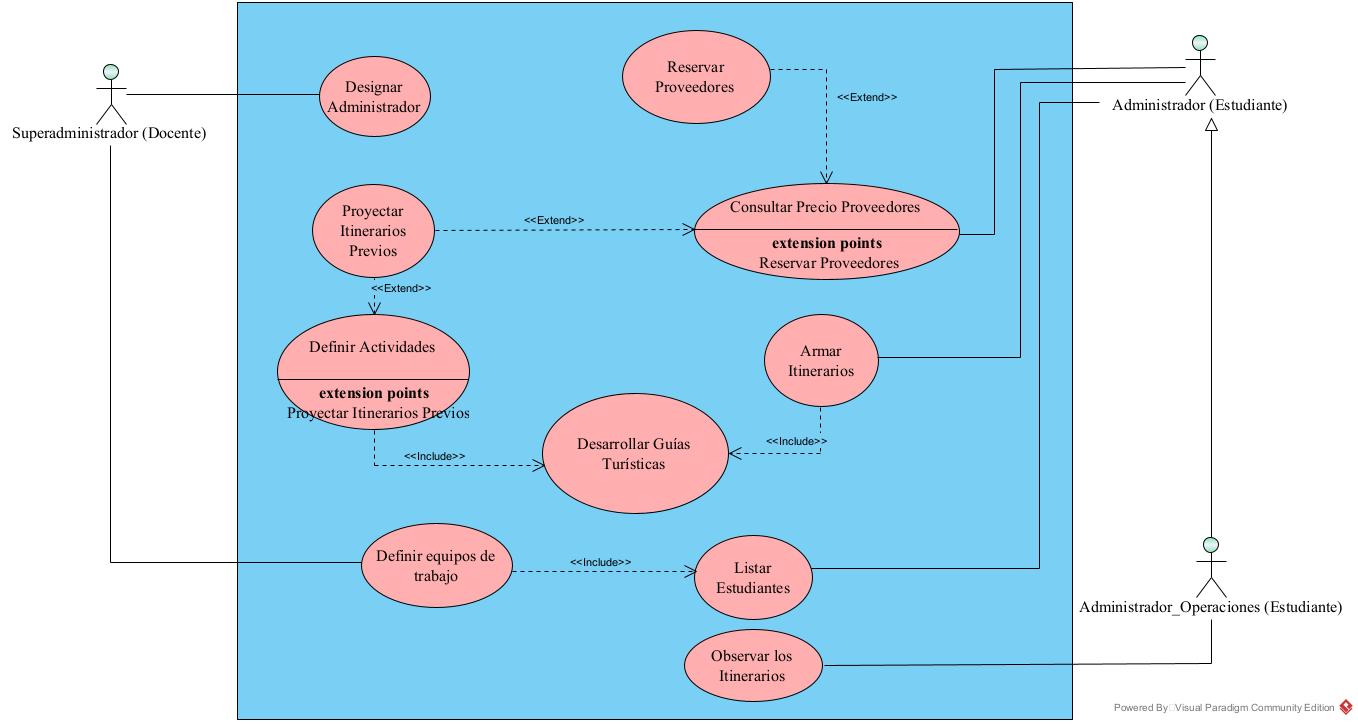 Superadministrador (Docente)
Designar
Administrador
Reservar
Proveedores
<<Extend>>
Administrador (Estudiante)
Proyectar
Itinerarios
Previos
<<Extend>>
Consultar Precio Proveedores
extension points
Reservar Proveedores
<<Extend>>
Definir Actividades
extension points
Proyectar Itinerarios Previos
Armar
Itinerarios
<<Include>>
Desarrollar Guías
Turísticas
<<Include>>
Definir equipos de
trabajo
<<Include>>
Listar
Estudiantes
Administrador_Operaciones (Estudiante)
Observar los
Itinerarios
Powered By Visual Paradigm Community Edition